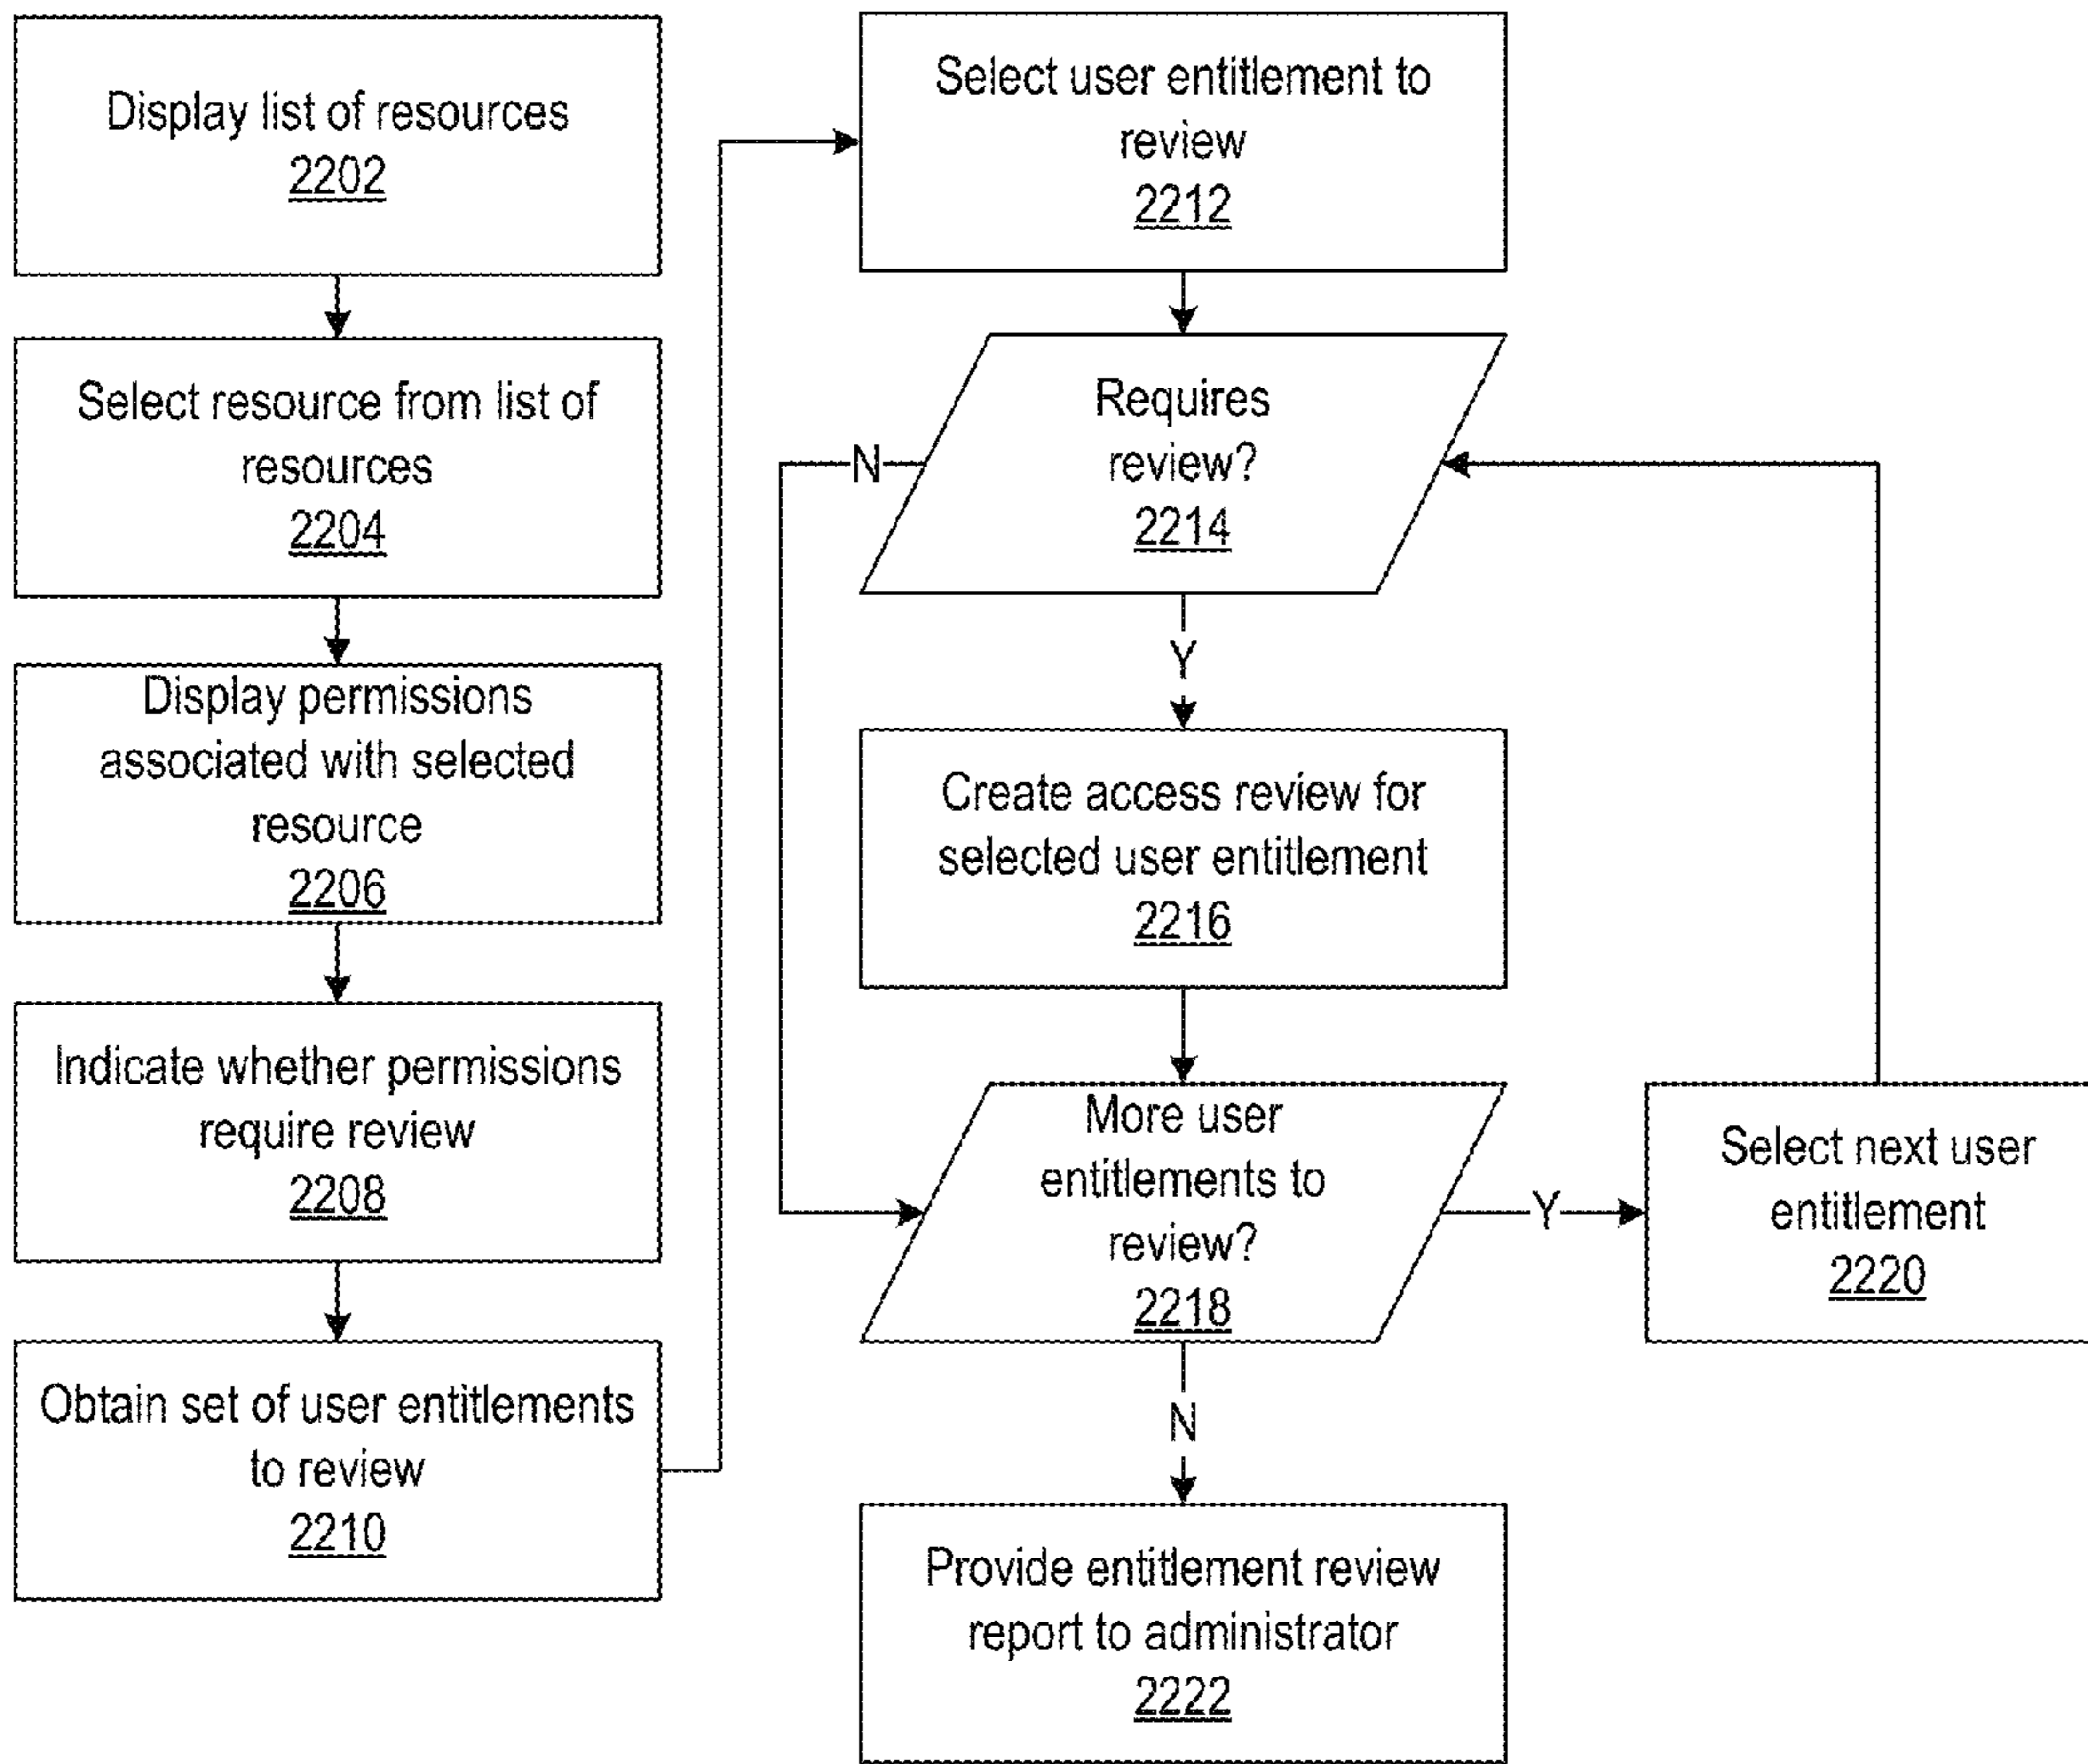 Display list of resources
2202
Select resource from list of
resources
2204
Display permissions
associated with selected
resource
2206
Indicate whether permissions
require review
2208
Obtain set of user entitlements
to review
2210
Select user entitlement to
review
2212
Requires
review?
2214
N
Y
Create access review for
selected user entitlement
2216
More user
entitlements to
review?
2218
Y
Select next user
entitlement
2220
N
Provide entitlement review
report to administrator
2222